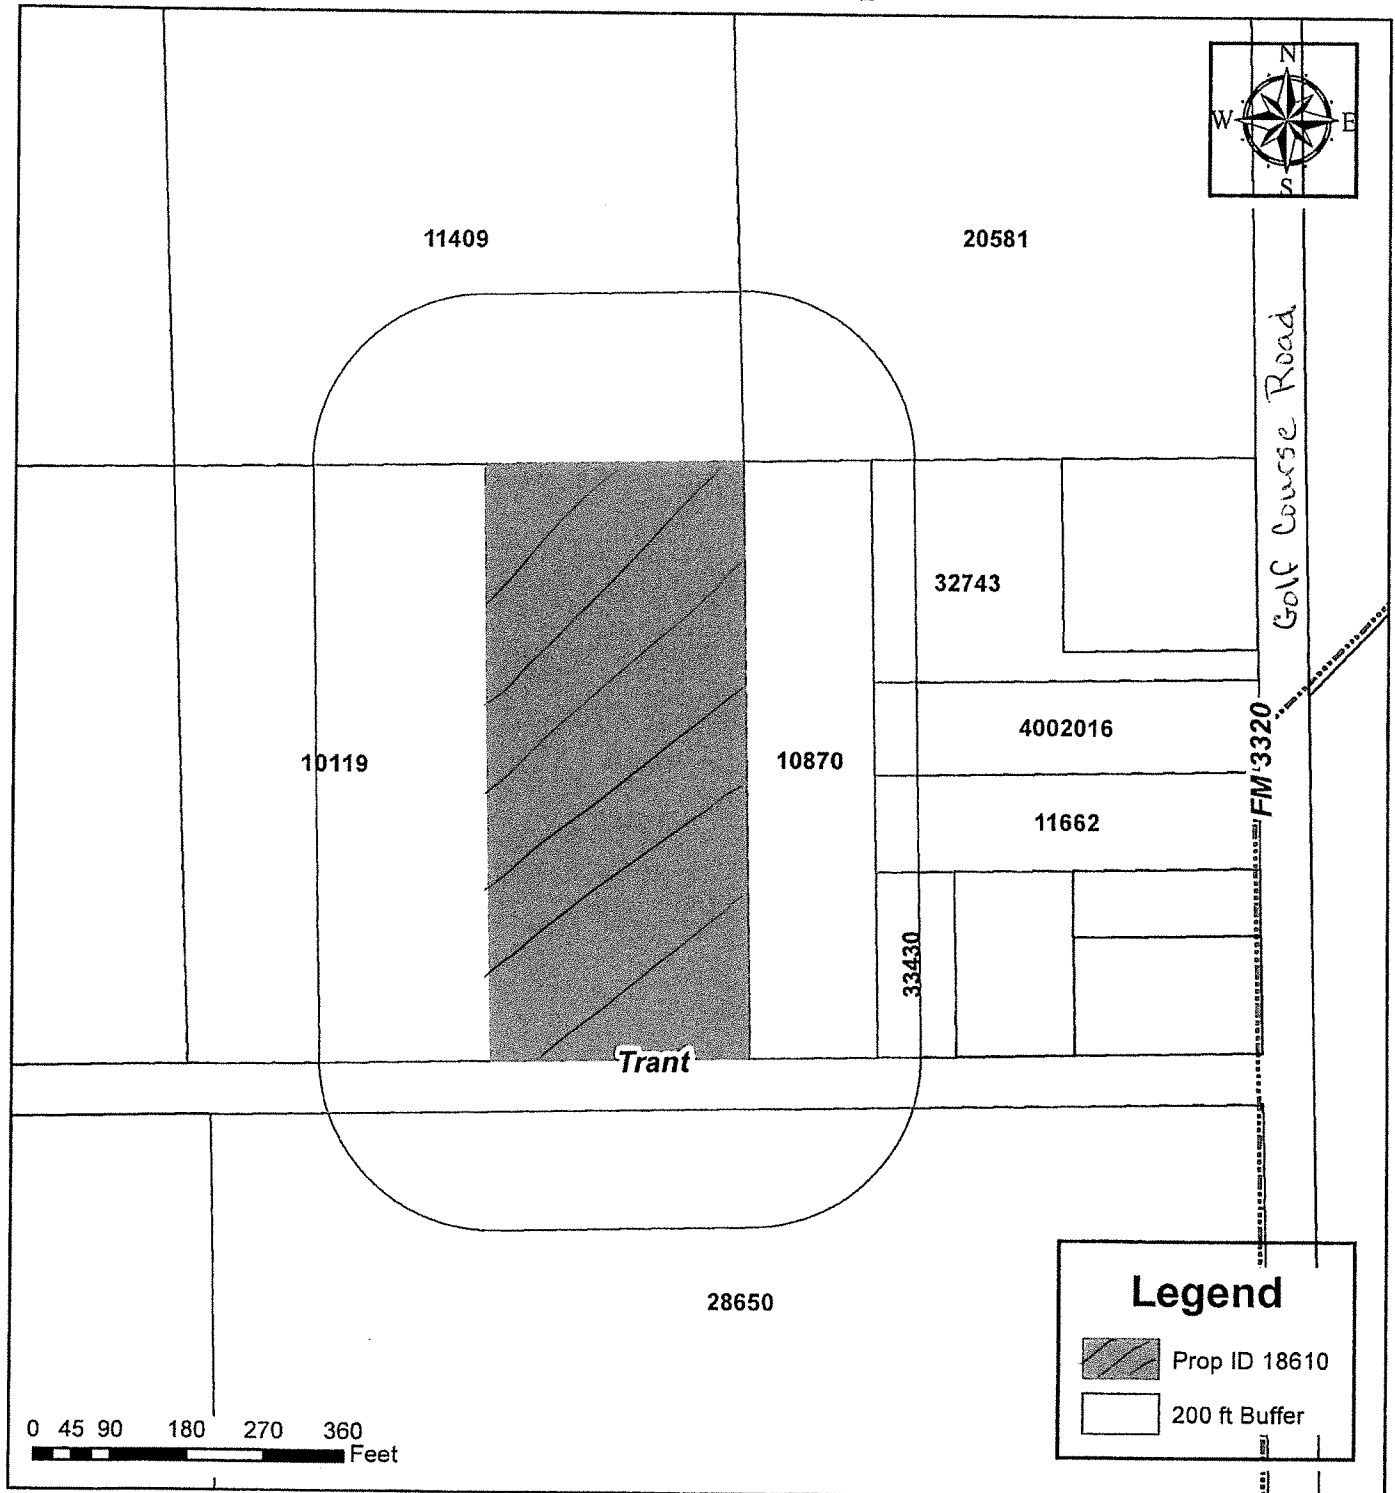 N
W E
S
11409
20581
Golf Course Road
32743
10119
10870
4002016
FM 3320
11662
33430
Trant
28650
Legend
Prop ID 18610
200 ft Buffer
0 45 90 180 270 360
Feet